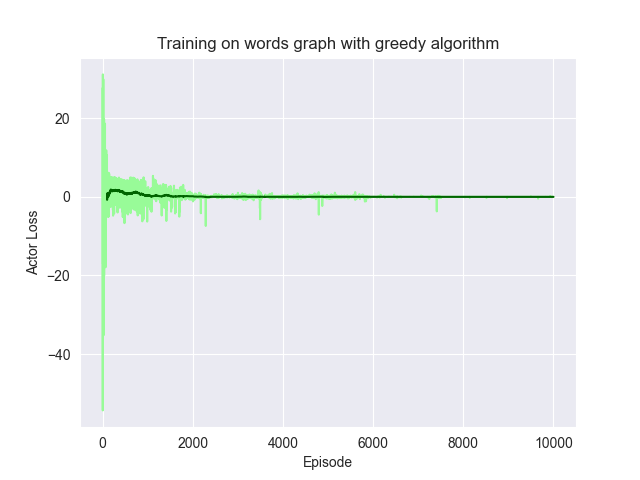 Training on words graph with greedy algorithm
Actor Loss
20
0
−20
−40
0 2000 4000 6000 8000 10000
Episode